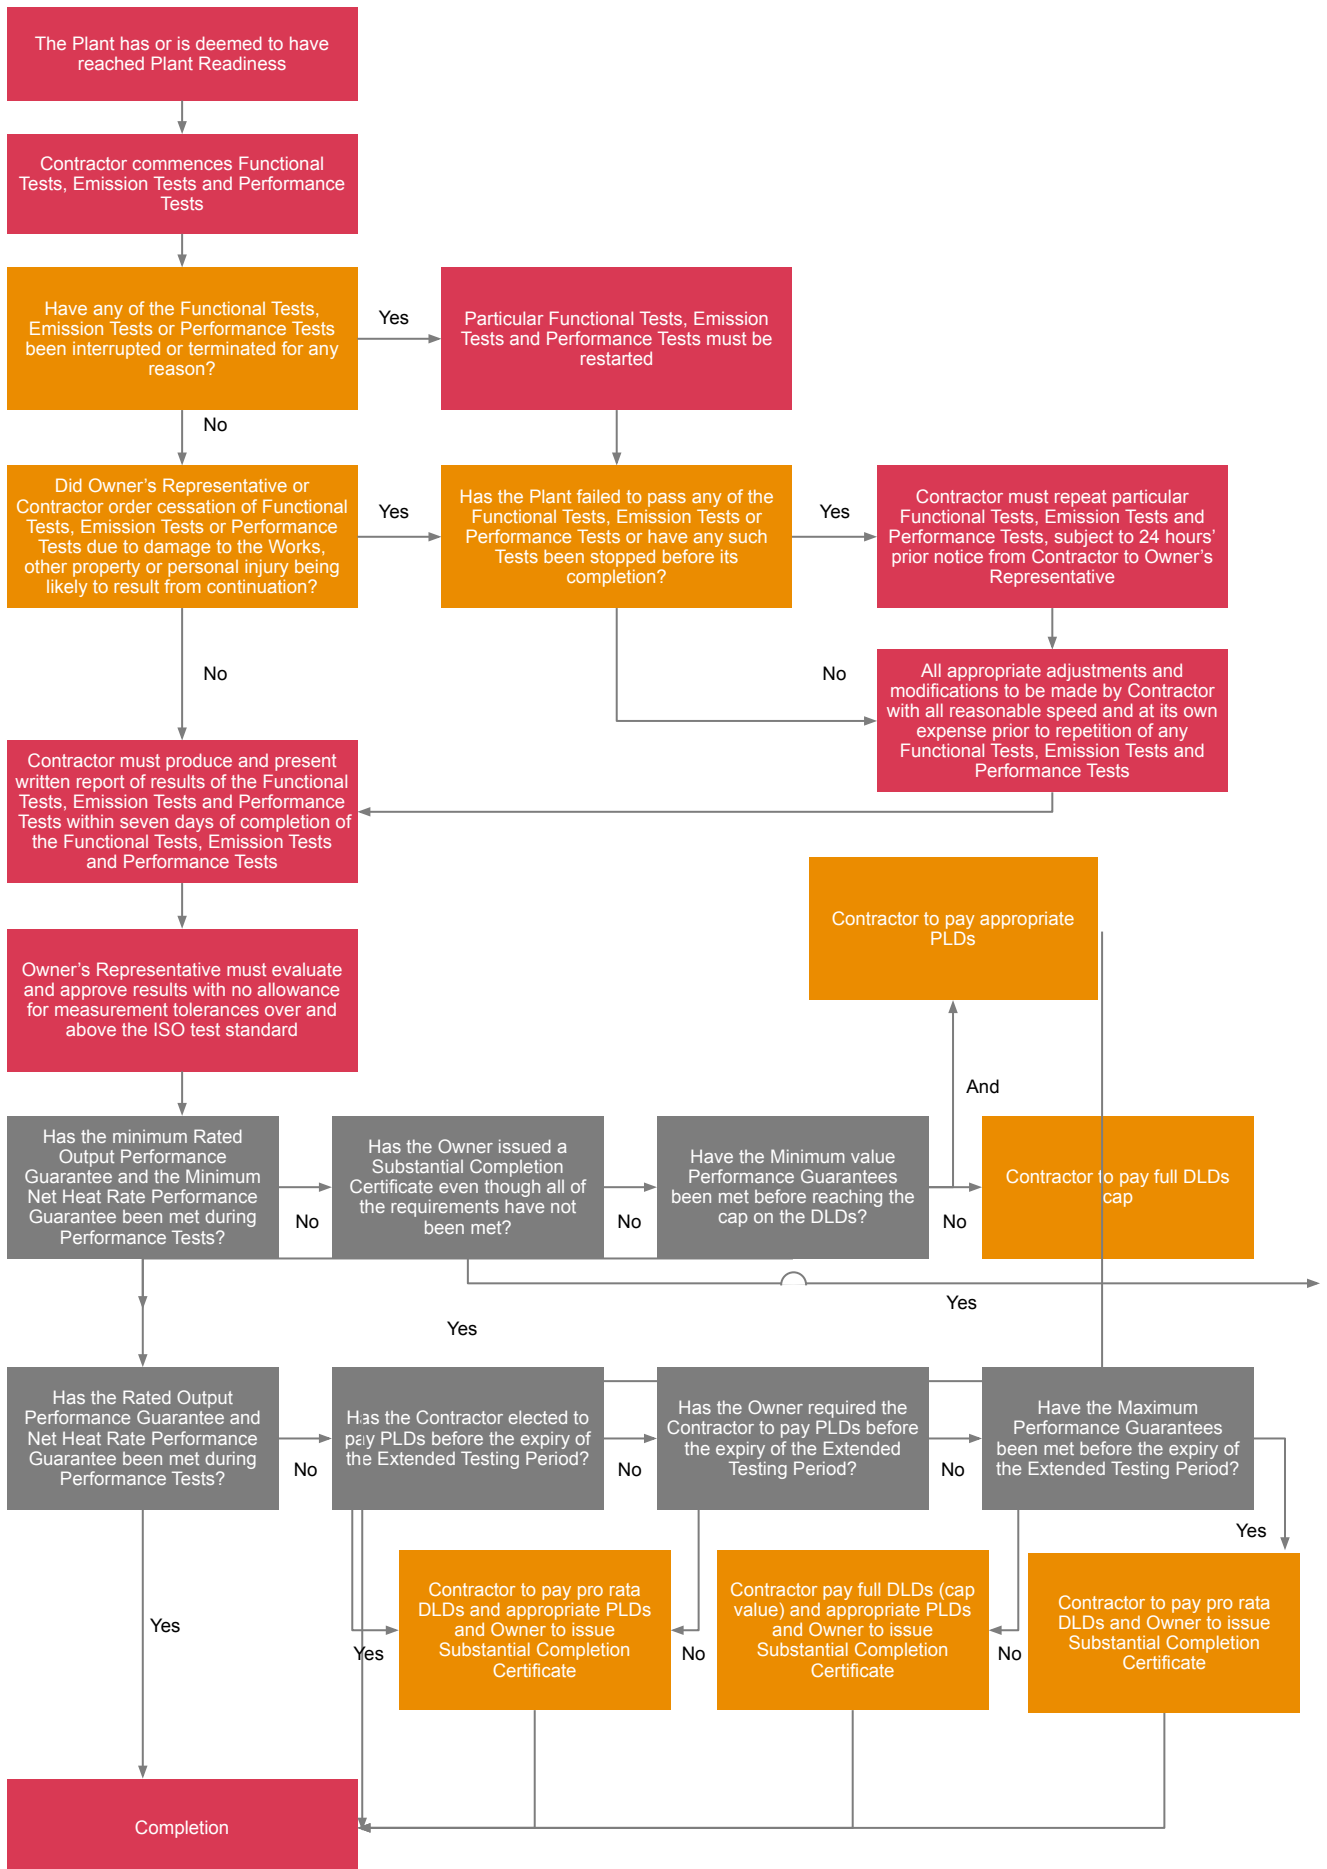 The Plant has or is deemed to have
reached Plant Readiness
Contractor commences Functional
Tests, Emission Tests and Performance
Tests
Have any of the Functional Tests,
Emission Tests or Performance Tests
been interrupted or terminated for any
reason?
Yes
Particular Functional Tests, Emission
Tests and Performance Tests must be
restarted
No
Did Owner’s Representative or
Contractor order cessation of Functional
Tests, Emission Tests or Performance
Tests due to damage to the Works,
other property or personal injury being
likely to result from continuation?
Yes
Has the Plant failed to pass any of the
Functional Tests, Emission Tests or
Performance Tests or have any such
Tests been stopped before its
completion?
Yes
Contractor must repeat particular
Functional Tests, Emission Tests and
Performance Tests, subject to 24 hours’
prior notice from Contractor to Owner’s
Representative
No
No
All appropriate adjustments and
modifications to be made by Contractor
with all reasonable speed and at its own
expense prior to repetition of any
Functional Tests, Emission Tests and
Performance Tests
Contractor must produce and present
written report of results of the Functional
Tests, Emission Tests and Performance
Tests within seven days of completion of
the Functional Tests, Emission Tests
and Performance Tests
Contractor to pay appropriate
PLDs
Owner’s Representative must evaluate
and approve results with no allowance
for measurement tolerances over and
above the ISO test standard
And
Has the minimum Rated
Output Performance
Guarantee and the Minimum
Net Heat Rate Performance
Guarantee been met during
Performance Tests?
No
Has the Owner issued a
Substantial Completion
Certificate even though all of
the requirements have not
been met?
No
Have the Minimum value
Performance Guarantees
been met before reaching the
cap on the DLDs?
No
Contractor to pay full DLDs
cap
Yes
Yes
Has the Rated Output
Performance Guarantee and
Net Heat Rate Performance
Guarantee been met during
Performance Tests?
No
Has the Contractor elected to
pay PLDs before the expiry of
the Extended Testing Period?
No
Has the Owner required the
Contractor to pay PLDs before
the expiry of the Extended
Testing Period?
No
Have the Maximum
Performance Guarantees
been met before the expiry of
the Extended Testing Period?
Yes
Yes
Yes
Contractor to pay pro rata
DLDs and appropriate PLDs
and Owner to issue
Substantial Completion
Certificate
No
Contractor pay full DLDs (cap
value) and appropriate PLDs
and Owner to issue
Substantial Completion
Certificate
No
Contractor to pay pro rata
DLDs and Owner to issue
Substantial Completion
Certificate
Completion